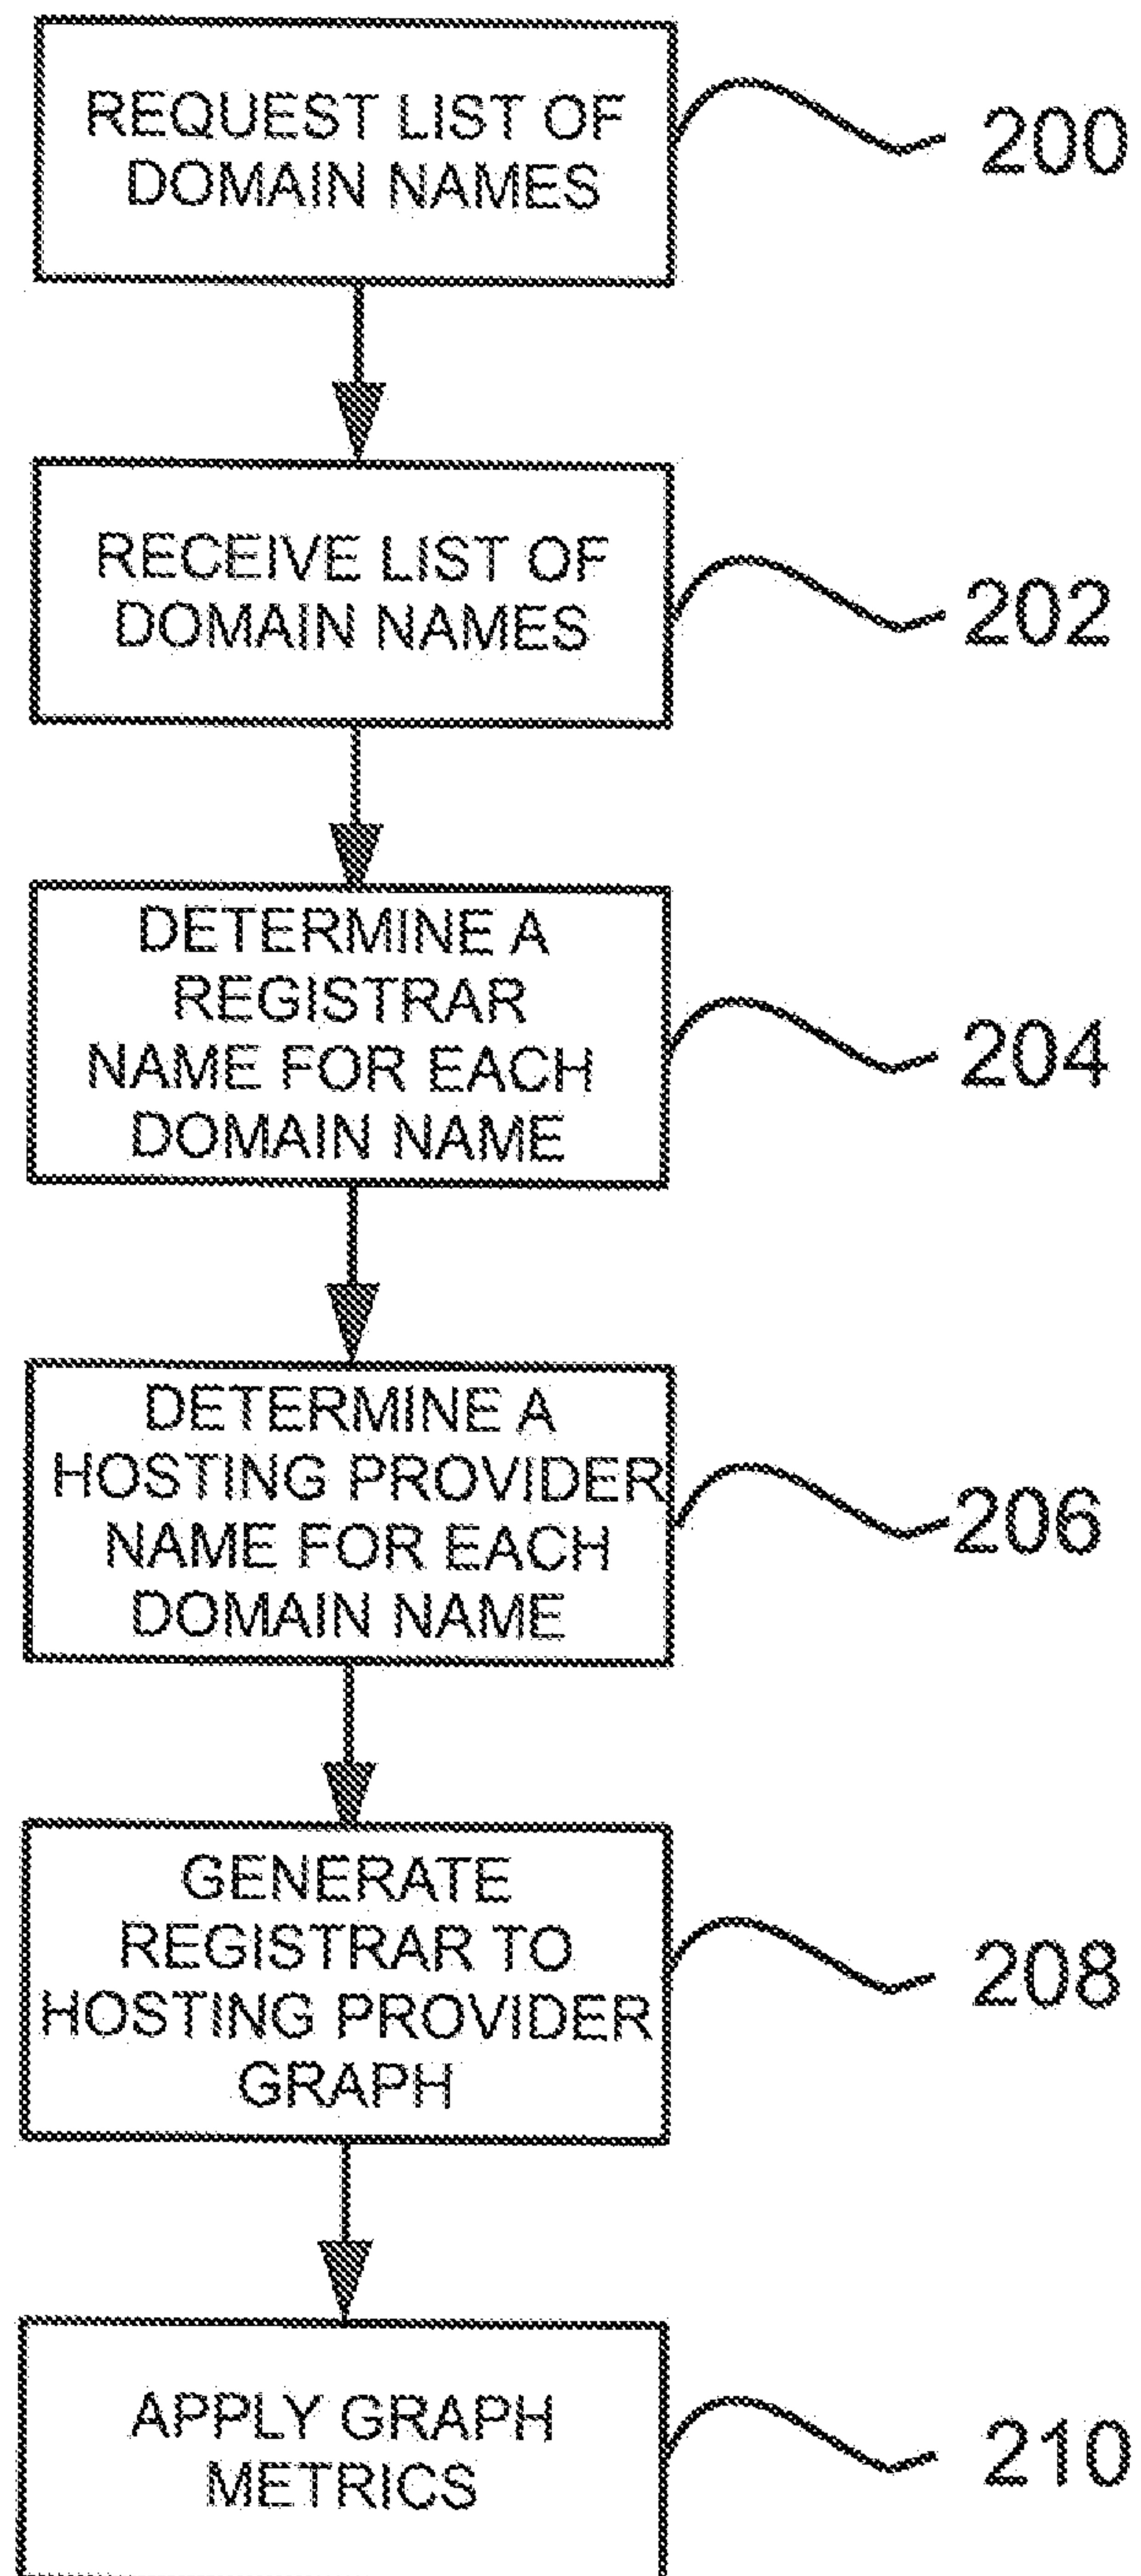 REQUEST LIST OF
DOMAIN NAMES
200
RECEIVE LIST OF
DOMAIN NAMES
202
DETERMINE A
REGISTRAR
NAME FOR EACH
DOMAIN NAME
204
DETERMINE A
HOSTING PROVIDER
NAME FOR EACH
DOMAIN NAME
206
GENERATE
REGISTRAR TO
HOSTING PROVIDER
GRAPH
208
APPLY GRAPH
METRICS
210